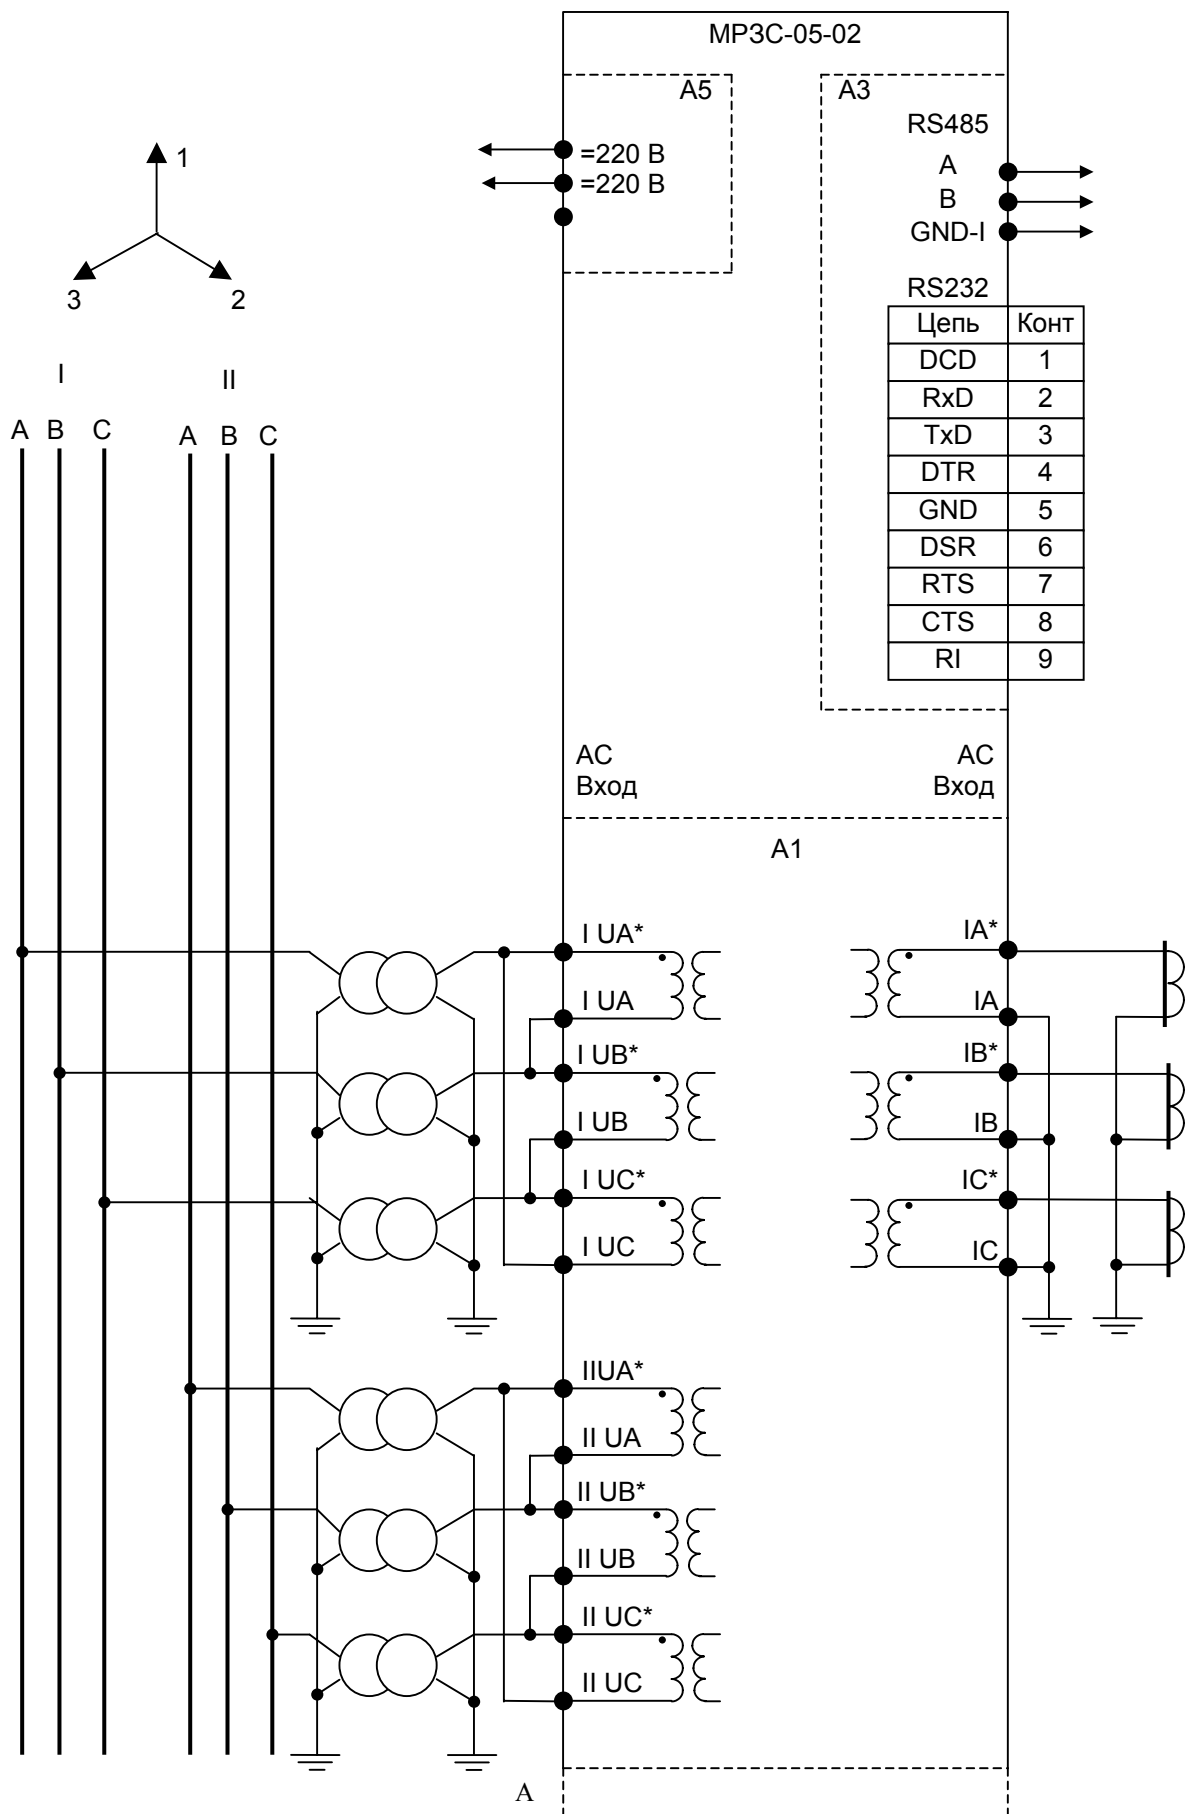 МРЗС-05-02
A5
A3
=220 В
=220 В
RS485
A
B
GND-I
1
3
2
RS232
Цепь Конт
DCD 1
RxD 2
TxD 3
DTR 4
GND 5
DSR 6
RTS 7
CTS 8
RI 9
I
II
A B C
A B C
АС
Вход
АС
Вход
A1
I UA*
I UA
I UB*
I UB
I UC*
I UC
IA*
IA
IB*
IB
IC*
IC
IIUA*
II UA
II UB*
II UB
II UC*
II UC
А